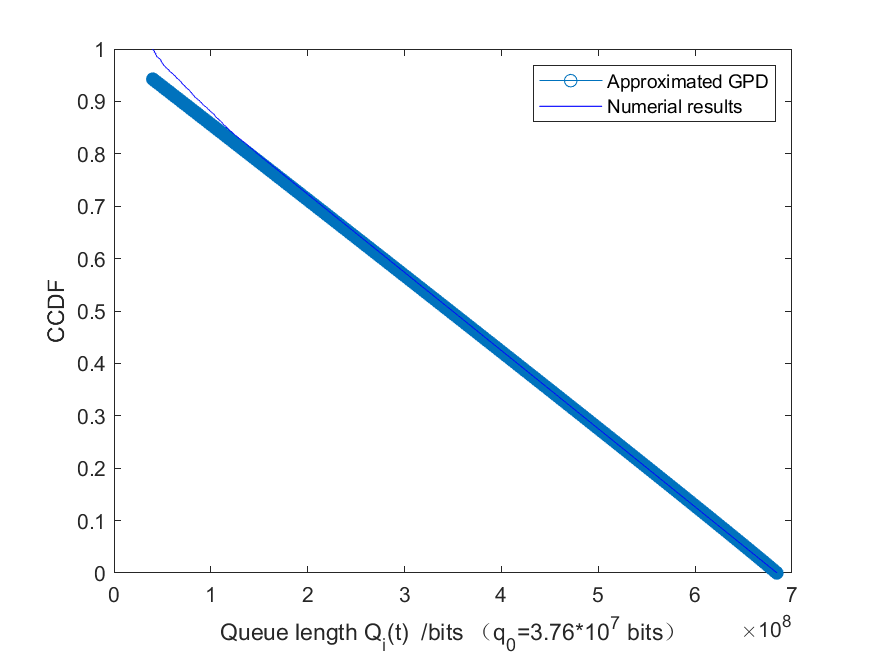 1
0.9
0.8
0.7
0.6
0.5
0.4
0.3
0.2
0.1
0
CCDF
Approximated GPD
Numerial results
0 1 2 3 4 5 6 7
×10^8
Queue length Q_i(t) /bits （q_0=3.76*10^7 bits）